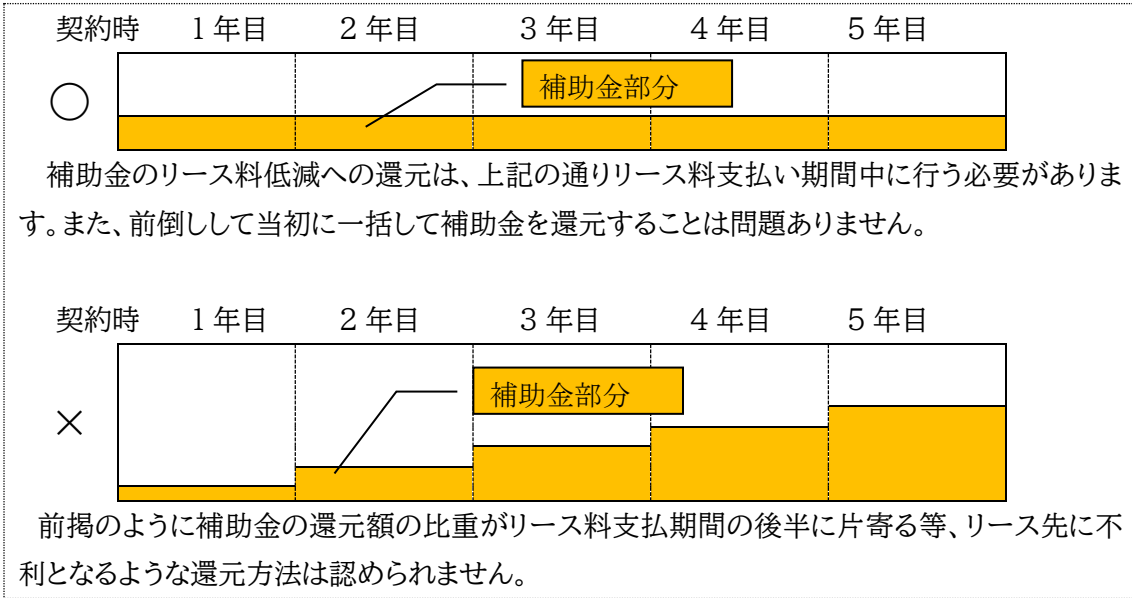 契約時 1年目 2年目 3年目 4年目 5年目
補助金部分
○
補助金のリース料低減への還元は、上記の通りリース料支払い期間中に行う必要がありま
す。また、前倒しして当初に一括して補助金を還元することは問題ありません。
契約時 1年目 2年目 3年目 4年目 5年目
補助金部分
×
前掲のように補助金の還元額の比重がリース料支払期間の後半に片寄る等、リース先に不
利となるような還元方法は認められません。